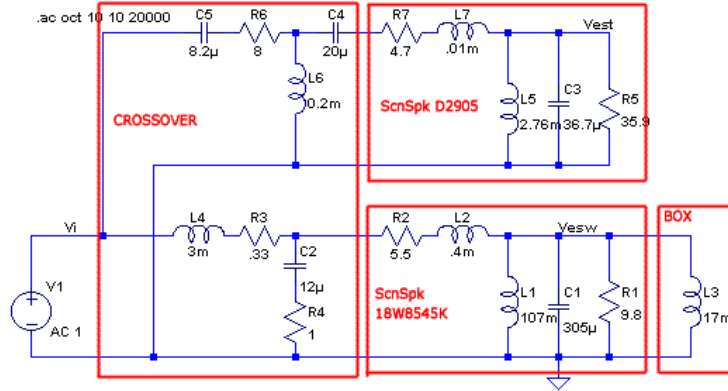 .ac oct 10 10 20000
C5
8.2µ
R6
8
C4
20µ
L6
0.2m
CROSSOVER
R7
4.7
L7
.01m
Vest
ScnSpk D2905
L5
2.76m
C3
36.7µ
R5
35.9
Vi
V1
AC 1
L4
3m
R3
.33
C2
12µ
R4
1
R2
5.5
L2
.4m
Vesw
ScnSpk
18W8545K
L1
107m
C1
305µ
R1
9.8
BOX
L3
17m